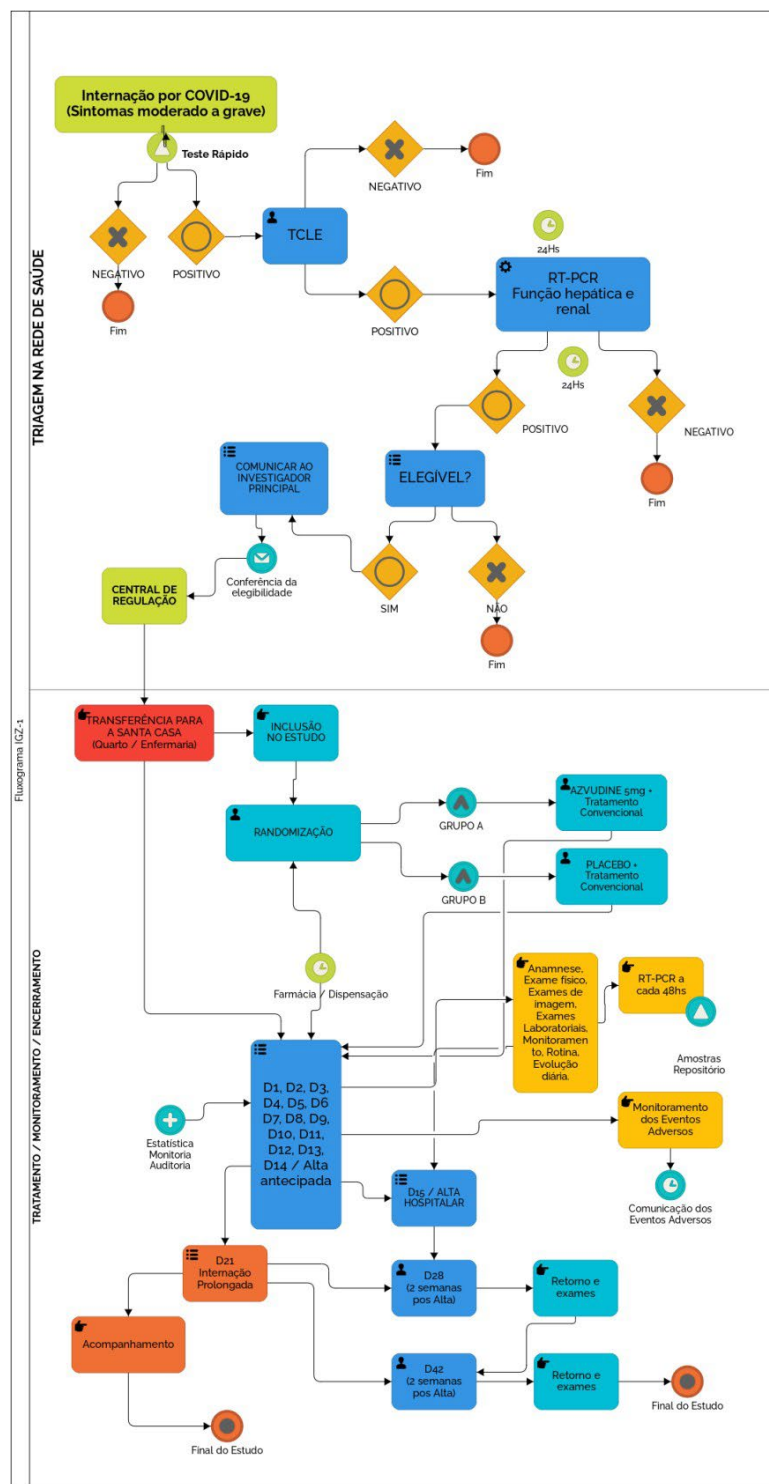 Fluxograma IGZ-1
TRIAGEM NA REDE DE SAÚDE
Internação por COVID-19
(Sintomas moderado a grave)
Teste Rápido
NEGATIVO
Fim
POSITIVO
TCLE
NEGATIVO
Fim
POSITIVO
24Hs
RT-PCR
Função hepática e
renal
24Hs
POSITIVO
NEGATIVO
Fim
ELEGÍVEL?
SIM
NÃO
Fim
COMUNICAR AO
INVESTIGADOR
PRINCIPAL
Conferência da
elegibilidade
CENTRAL DE
REGULAÇÃO
TRATAMENTO / MONITORAMENTO / ENCERRAMENTO
TRANSFERÊNCIA PARA
A SANTA CASA
(Quarto / Enfermaria)
INCLUSÃO
NO ESTUDO
RANDOMIZAÇÃO
GRUPO A
AZVUDINE 5mg +
Tratamento
Convencional
GRUPO B
PLACEBO +
Tratamento
Convencional
Farmácia / Dispensação
Anamnese,
Exame físico,
Exames de
imagem,
Exames
Laboratoriais,
Monitorame
nto, Rotina,
Evolução
diária.
RT-PCR a
cada 48hs
Amostras
Repositório
D1, D2, D3,
D4, D5, D6
D7, D8, D9,
D10, D11,
D12, D13,
D14 / Alta
antecipada
Estatística
Monitoria
Auditoria
Monitoramento
dos Eventos
Adversos
Comunicação dos
Eventos Adversos
D15 / ALTA
HOSPITALAR
D21
Internação
Prolongada
D28
(2 semanas
pos Alta)
Retorno e
exames
Acompanhamento
D42
(2 semanas
pos Alta)
Retorno e
exames
Final do Estudo
Final do Estudo